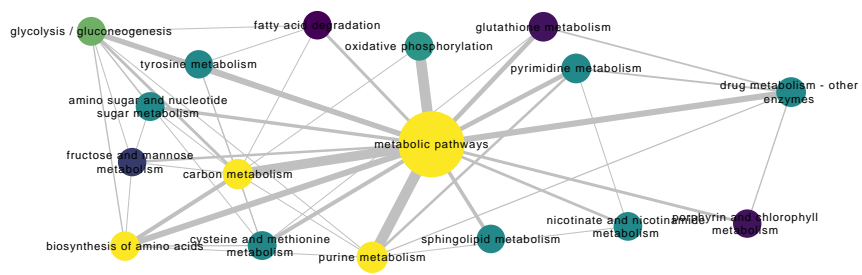 fatty acid degradation
glutathione metabolism
glycolysis / gluconeogenesis
oxidative phosphorylation
tyrosine metabolism
pyrimidine metabolism
drug metabolism - other
enzymes
amino sugar and nucleotide
sugar metabolism
metabolic pathways
fructose and mannose
metabolism
carbon metabolism
nicotinate and nicotinamide
metabolism
porphyrin and chlorophyll
metabolism
biosynthesis of amino acids
cysteine and methionine
metabolism
sphingolipid metabolism
purine metabolism